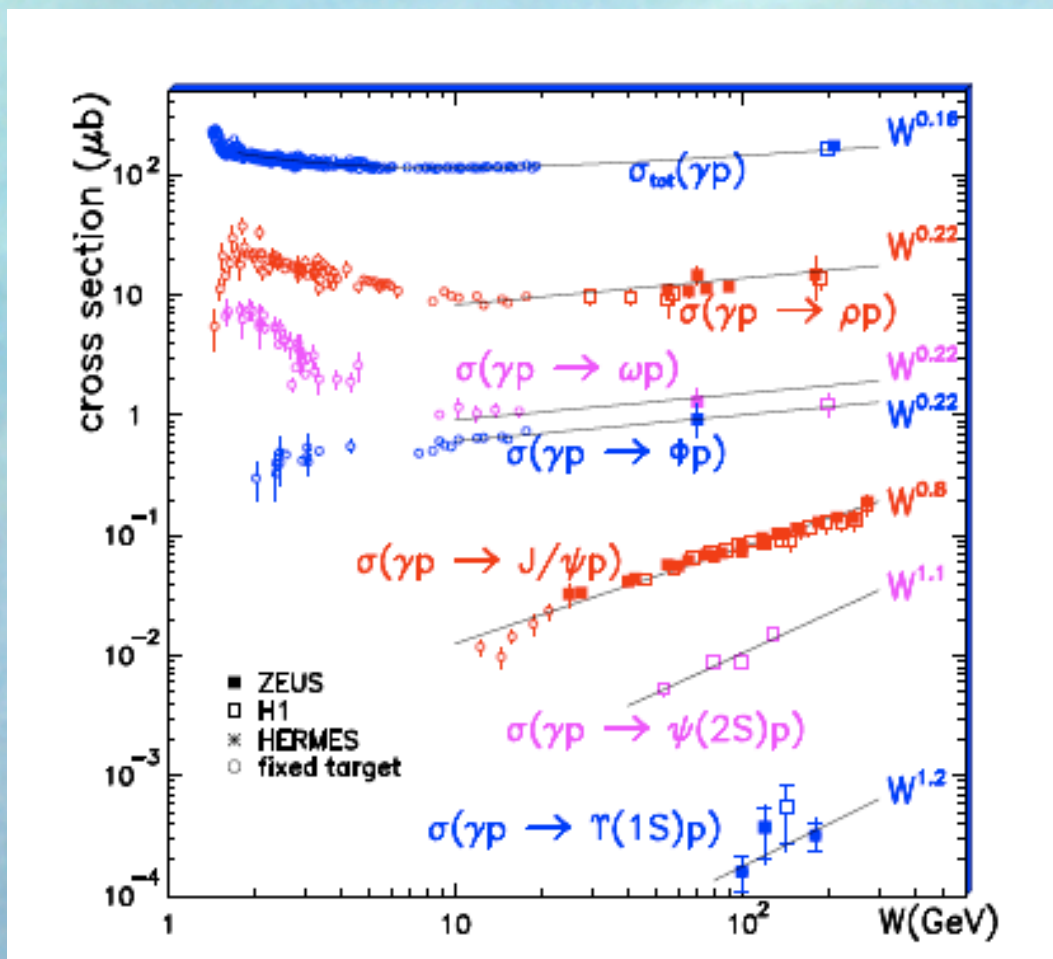 cross section (μb)
W^0.16
10^2
σ_tot(γp)
W^0.22
10
σ(γp → ρp)
W^0.22
σ(γp → ωp)
1
W^0.22
σ(γp → Φp)
W^0.8
10^-1
σ(γp → J/ψp)
W^1.1
10^-2
ZEUS
H1
σ(γp → ψ(2S)p)
HERMES
fixed target
10^-3
W^1.2
σ(γp → Υ(1S)p)
10^-4
1 10 10^2 W(GeV)